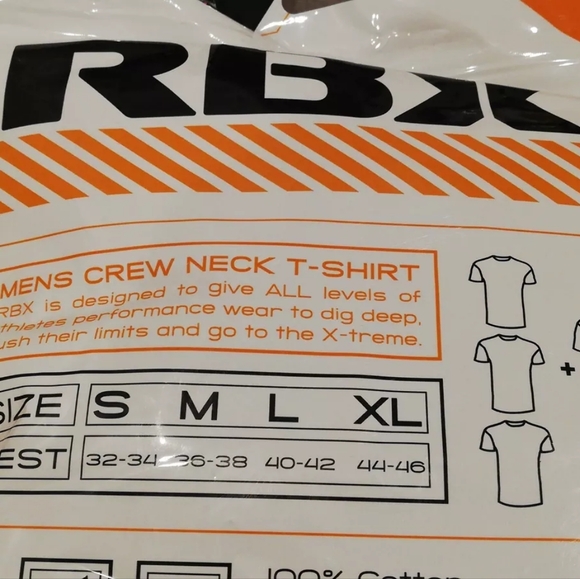 RBX
MENS CREW NECK T-SHIRT
RBX is designed to give ALL levels of
athletes performance wear to dig deep,
push their limits and go to the X-treme.
SIZE S M L XL
CHEST 32-34 36-38 40-42 44-46
+
100% Cotton